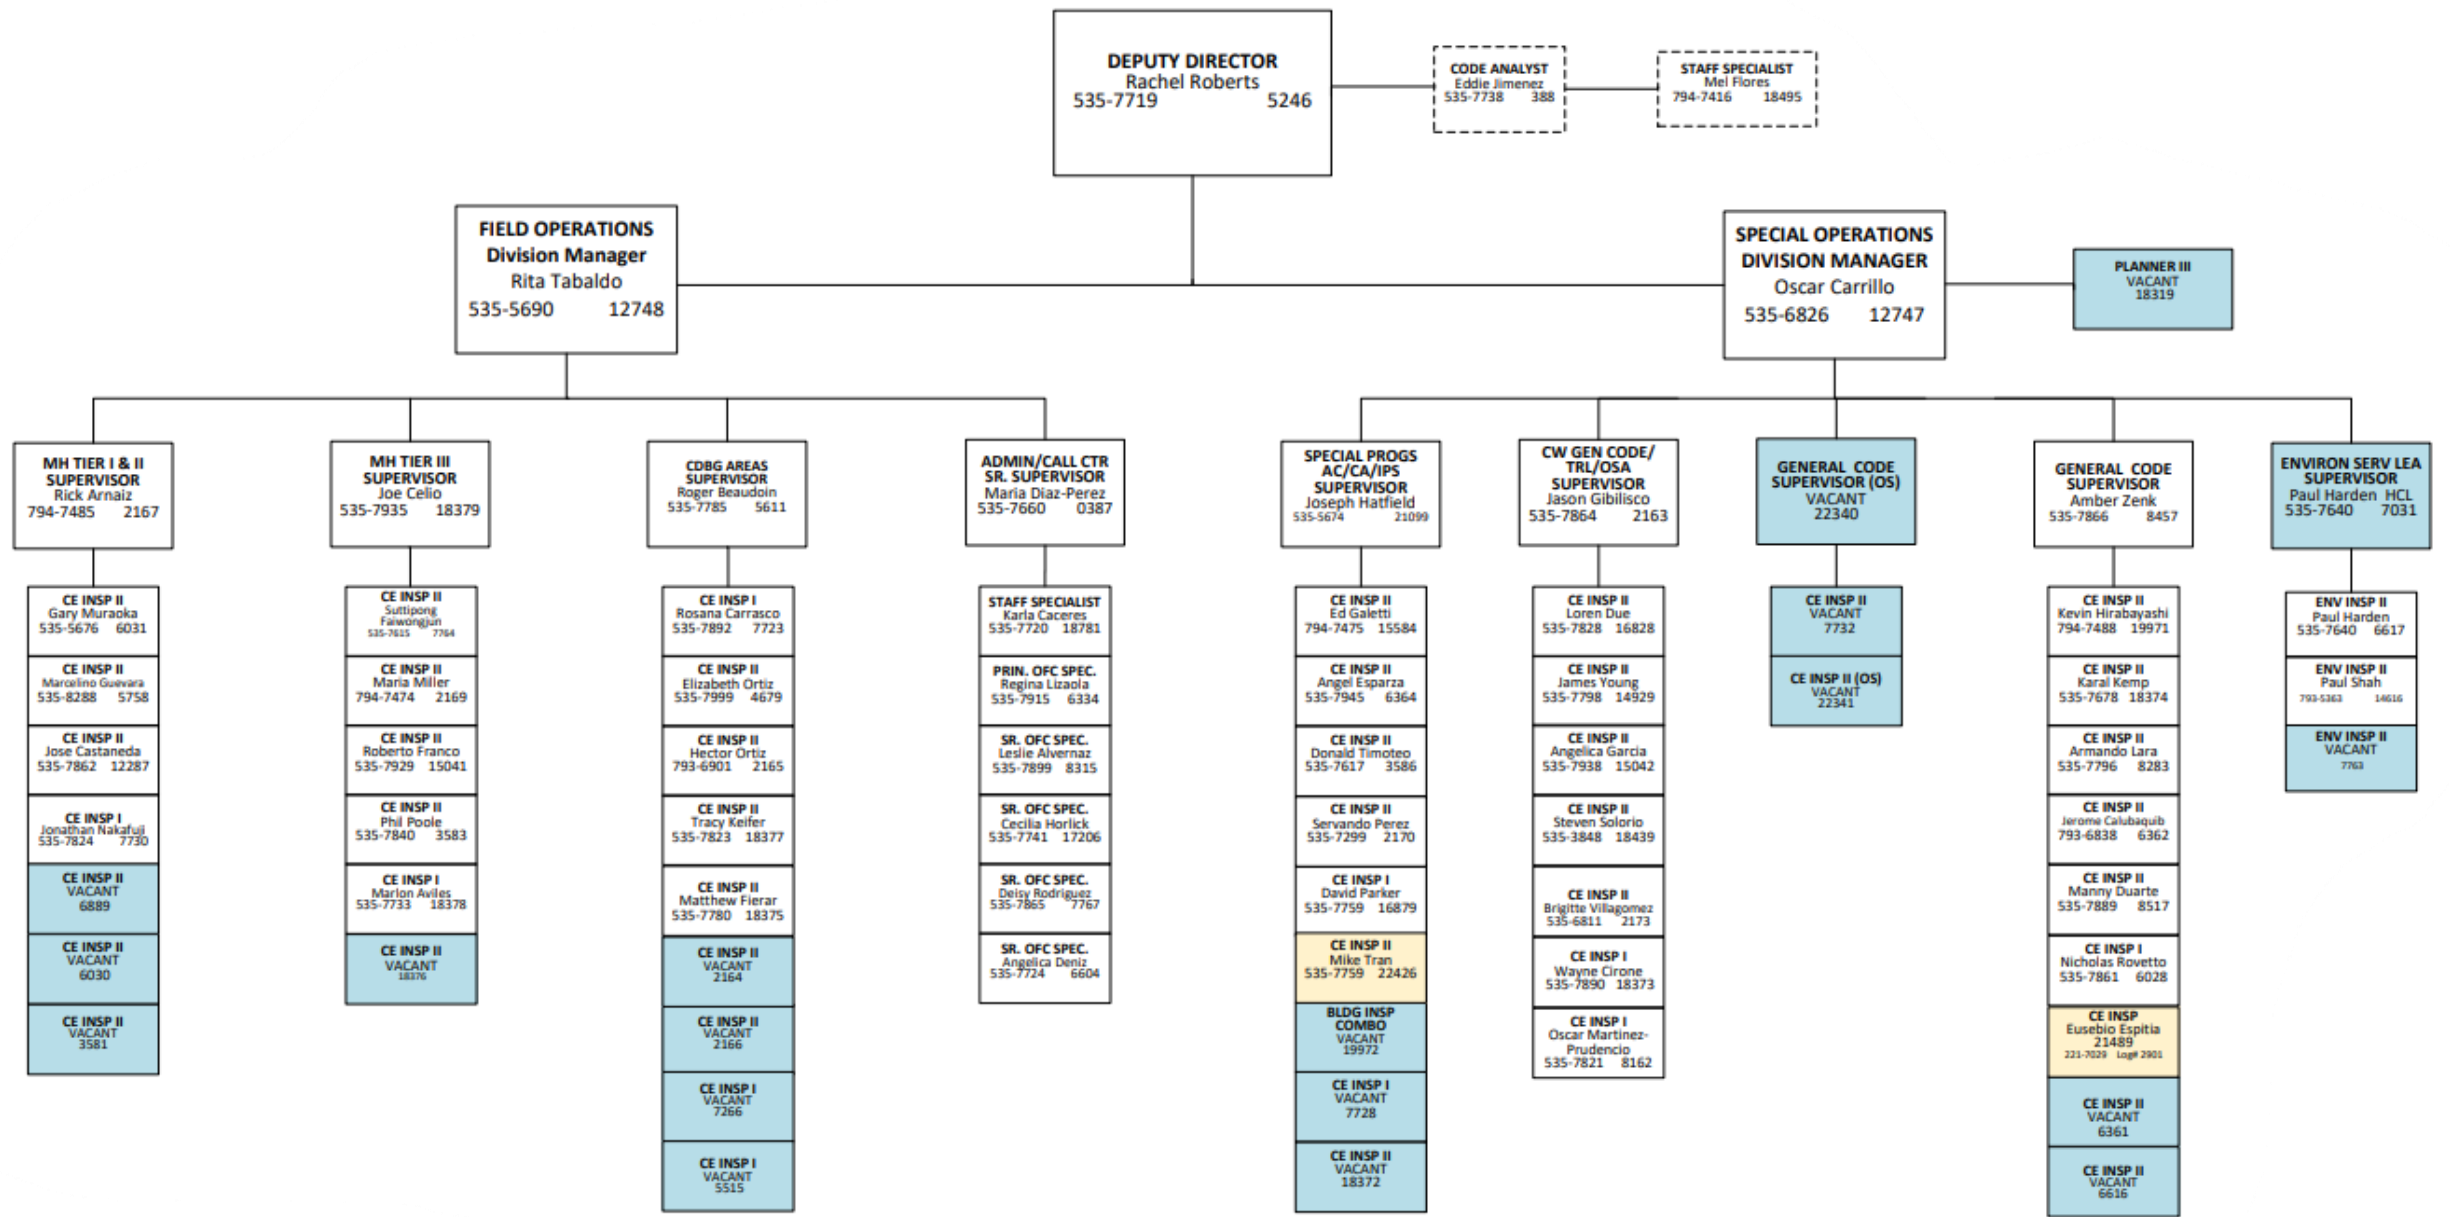 DEPUTY DIRECTOR
Rachel Roberts
535-7719 5246
CODE ANALYST
Eddie Jimenez
535-7738 388
STAFF SPECIALIST
Mel Flores
794-7416 18495
FIELD OPERATIONS
Division Manager
Rita Tabaldo
535-5690 12748
SPECIAL OPERATIONS
DIVISION MANAGER
Oscar Carrillo
535-6826 12747
PLANNER III
VACANT
18319
MH TIER I & II
SUPERVISOR
Rick Arnaiz
794-7485 2167
CE INSP II
Gary Muraoka
535-5676 6031
CE INSP II
Marcelino Guevara
535-8288 5758
CE INSP II
Jose Castaneda
535-7862 12287
CE INSP I
Jonathan Nakafuji
535-7824 7730
CE INSP II
VACANT
6889
CE INSP II
VACANT
6030
CE INSP II
VACANT
3581
MH TIER III
SUPERVISOR
Joe Celio
535-7935 18379
CE INSP II
Suttipong
Faiwongjun
535-7615 7764
CE INSP II
Maria Miller
794-7474 2169
CE INSP II
Roberto Franco
535-7929 15041
CE INSP II
Phil Poole
535-7840 3583
CE INSP I
Marlon Aviles
535-7733 18378
CE INSP II
VACANT
18376
CDBG AREAS
SUPERVISOR
Roger Beaudoin
535-7785 5611
CE INSP I
Rosana Carrasco
535-7892 7723
CE INSP II
Elizabeth Ortiz
535-7999 4679
CE INSP II
Hector Ortiz
793-6901 2165
CE INSP II
Tracy Keifer
535-7823 18377
CE INSP II
Matthew Fierar
535-7780 18375
CE INSP II
VACANT
2164
CE INSP II
VACANT
2166
CE INSP I
VACANT
7266
CE INSP I
VACANT
5515
ADMIN/CALL CTR
SR. SUPERVISOR
Maria Diaz-Perez
535-7660 0387
STAFF SPECIALIST
Karla Caceres
535-7720 18781
PRIN. OFC SPEC.
Regina Lizaola
535-7915 6334
SR. OFC SPEC.
Leslie Alvernaz
535-7899 8315
SR. OFC SPEC.
Cecilia Horlick
535-7741 17206
SR. OFC SPEC.
Deisy Rodriguez
535-7865 7767
SR. OFC SPEC.
Angelica Deniz
535-7724 6604
SPECIAL PROGS
AC/CA/IPS
SUPERVISOR
Joseph Hatfield
535-5674 21099
CE INSP II
Ed Galetti
794-7475 15584
CE INSP II
Angel Esparza
535-7945 6364
CE INSP II
Donald Timoteo
535-7617 3586
CE INSP II
Servando Perez
535-7299 2170
CE INSP I
David Parker
535-7759 16879
CE INSP II
Mike Tran
535-7759 22426
BLDG INSP
COMBO
VACANT
19972
CE INSP I
VACANT
7728
CE INSP II
VACANT
18372
CW GEN CODE/
TRL/OSA
SUPERVISOR
Jason Gibilisco
535-7864 2163
CE INSP II
Loren Due
535-7828 16828
CE INSP II
James Young
535-7798 14929
CE INSP II
Angelica Garcia
535-7938 15042
CE INSP II
Steven Solorio
535-3848 18439
CE INSP II
Brigitte Villagomez
535-6811 2173
CE INSP I
Wayne Cirone
535-7890 18373
CE INSP I
Oscar Martinez-
Prudencio
535-7821 8162
GENERAL CODE
SUPERVISOR (OS)
VACANT
22340
CE INSP II
VACANT
7732
CE INSP II (OS)
VACANT
22341
GENERAL CODE
SUPERVISOR
Amber Zenk
535-7866 8457
CE INSP II
Kevin Hirabayashi
794-7488 19971
CE INSP II
Karal Kemp
535-7678 18374
CE INSP II
Armando Lara
535-7796 8283
CE INSP II
Jerome Calubaquib
793-6838 6362
CE INSP II
Manny Duarte
535-7889 8517
CE INSP I
Nicholas Rovetto
535-7861 6028
CE INSP
Eusebio Espitia
21489
221-7029 Log# 2901
CE INSP II
VACANT
6361
CE INSP II
VACANT
6616
ENVIRON SERV LEA
SUPERVISOR
Paul Harden HCL
535-7640 7031
ENV INSP II
Paul Harden
535-7640 6617
ENV INSP II
Paul Shah
793-5363 14616
ENV INSP II
VACANT
7763